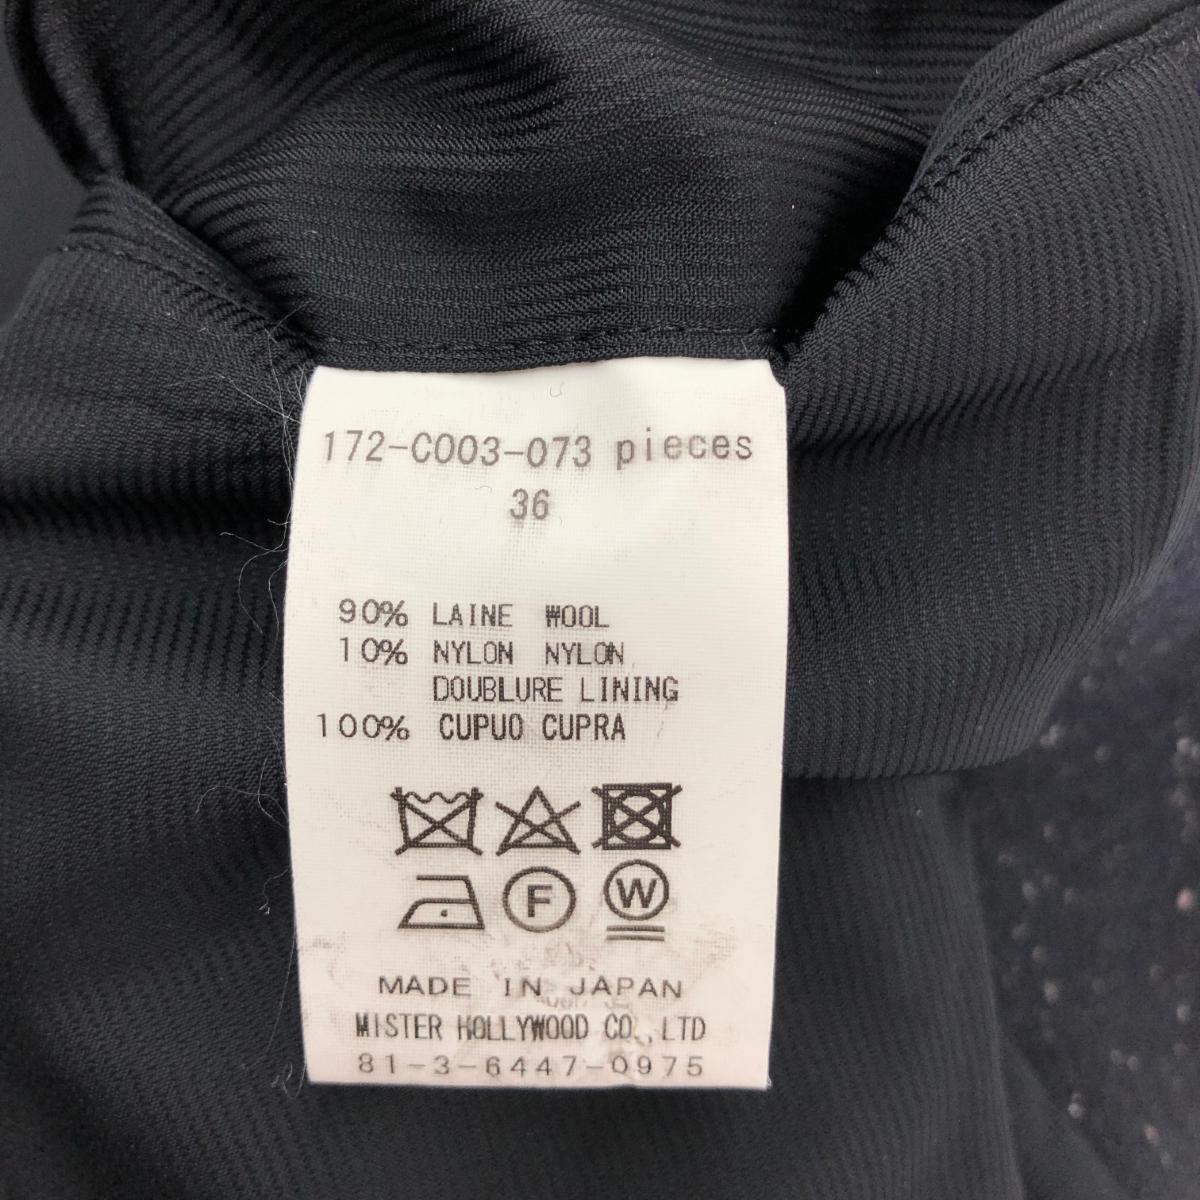 172-C003-073 pieces
36
90% LAINE WOOL
10% NYLON NYLON
DOUBLURE LINING
100% CUPUO CUPRA
F W
MADE IN JAPAN
MISTER HOLLYWOOD CO.,LTD
81-3-6447-0975